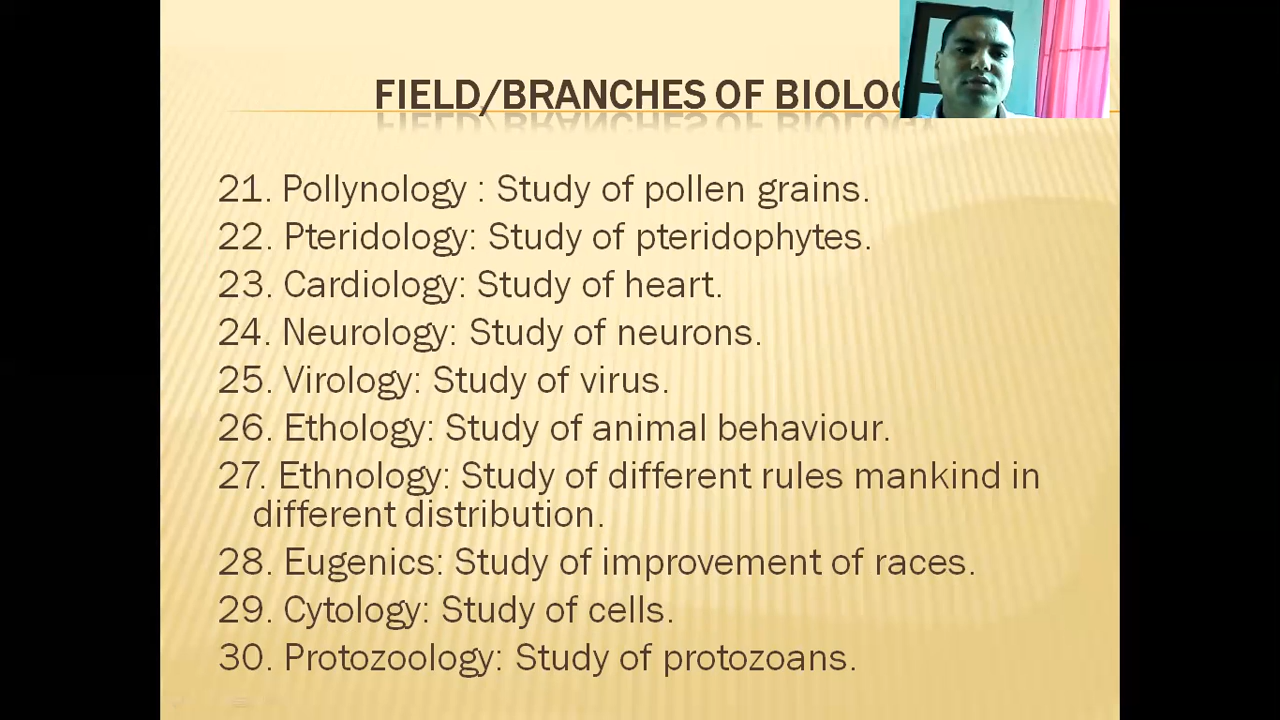 FIELD/BRANCHES OF BIOLO
21. Pollynology : Study of pollen grains.
22. Pteridology: Study of pteridophytes.
23. Cardiology: Study of heart.
24. Neurology: Study of neurons.
25. Virology: Study of virus.
26. Ethology: Study of animal behaviour.
27. Ethnology: Study of different rules mankind in
different distribution.
28. Eugenics: Study of improvement of races.
29. Cytology: Study of cells.
30. Protozoology: Study of protozoans.